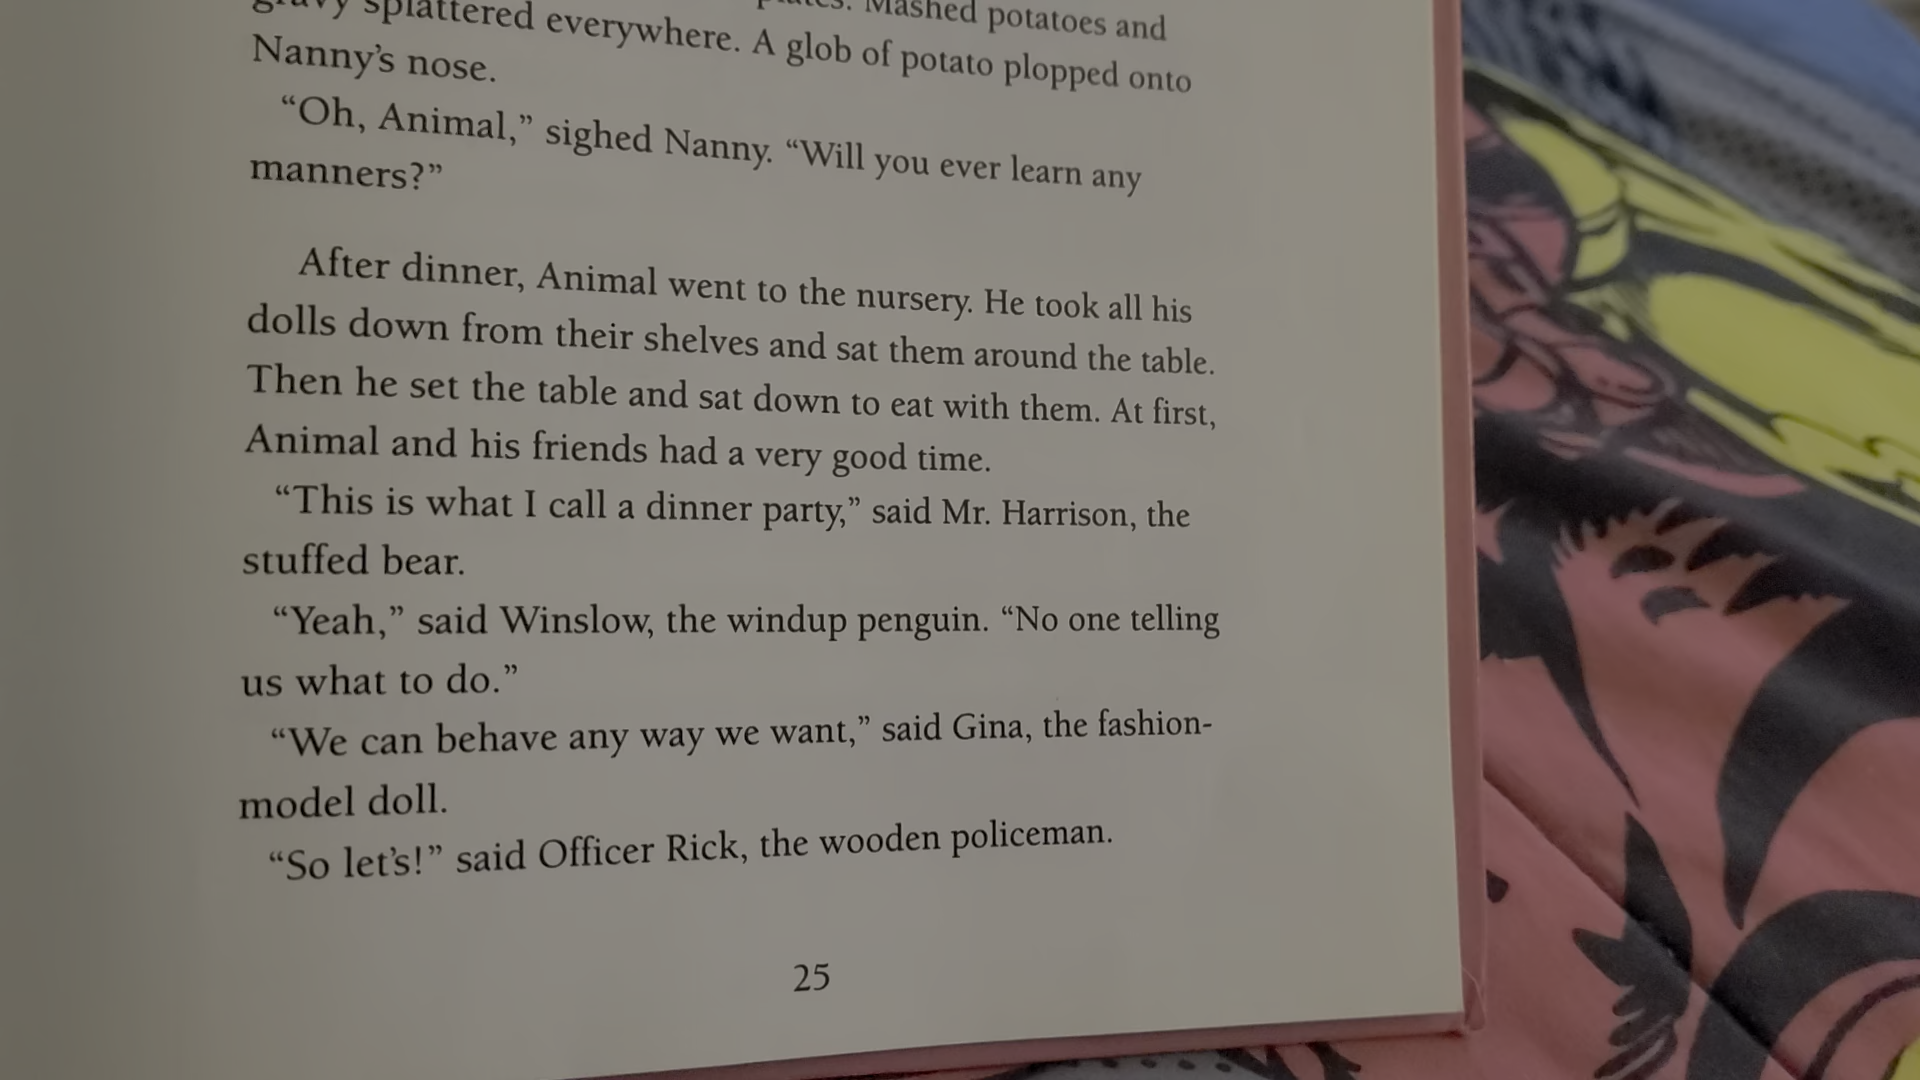 plates. Mashed potatoes and
gravy splattered everywhere. A glob of potato plopped onto
Nanny’s nose.
“Oh, Animal,” sighed Nanny. “Will you ever learn any
manners?”
After dinner, Animal went to the nursery. He took all his
dolls down from their shelves and sat them around the table.
Then he set the table and sat down to eat with them. At first,
Animal and his friends had a very good time.
“This is what I call a dinner party,” said Mr. Harrison, the
stuffed bear.
“Yeah,” said Winslow, the windup penguin. “No one telling
us what to do.”
“We can behave any way we want,” said Gina, the fashion-
model doll.
“So let’s!” said Officer Rick, the wooden policeman.
25